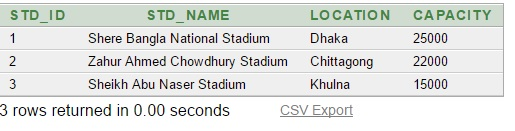 STD_ID STD_NAME LOCATION CAPACITY
1 Shere Bangla National Stadium Dhaka 25000
2 Zahur Ahmed Chowdhury Stadium Chittagong 22000
3 Sheikh Abu Naser Stadium Khulna 15000
3 rows returned in 0.00 seconds CSV Export